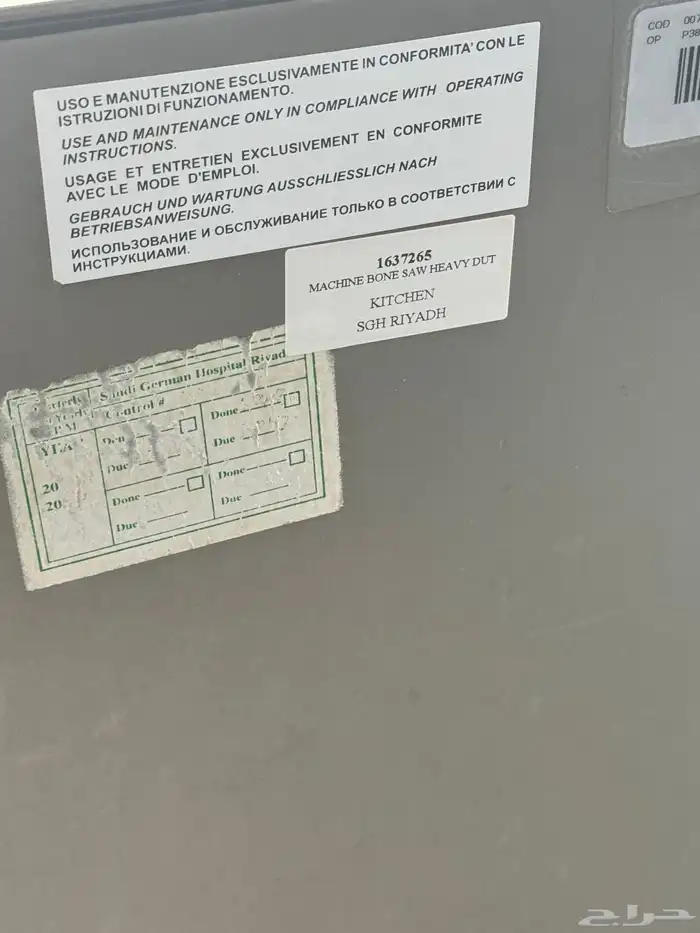 USO E MANUTENZIONE ESCLUSIVAMENTE IN CONFORMITA' CON LE
ISTRUZIONI DI FUNZIONAMENTO.
USE AND MAINTENANCE ONLY IN COMPLIANCE WITH OPERATING
INSTRUCTIONS.
USAGE ET ENTRETIEN EXCLUSIVEMENT EN CONFORMITE
AVEC LE MODE D'EMPLOI.
GEBRAUCH UND WARTUNG AUSSCHLIESSLICH NACH
BETRIEBSANWEISUNG.
ИСПОЛЬЗОВАНИЕ И ОБСЛУЖИВАНИЕ ТОЛЬКО В СООТВЕТСТВИИ С
ИНСТРУКЦИАМИ.
COD 007
OP P38
1637265
MACHINE BONE SAW HEAVY DUT
KITCHEN
SGH RIYADH
Saudi German Hospital Riyad
Control #
P.M.
Done
Due
Due
20
20
Done
Done
Due
Due
حراج